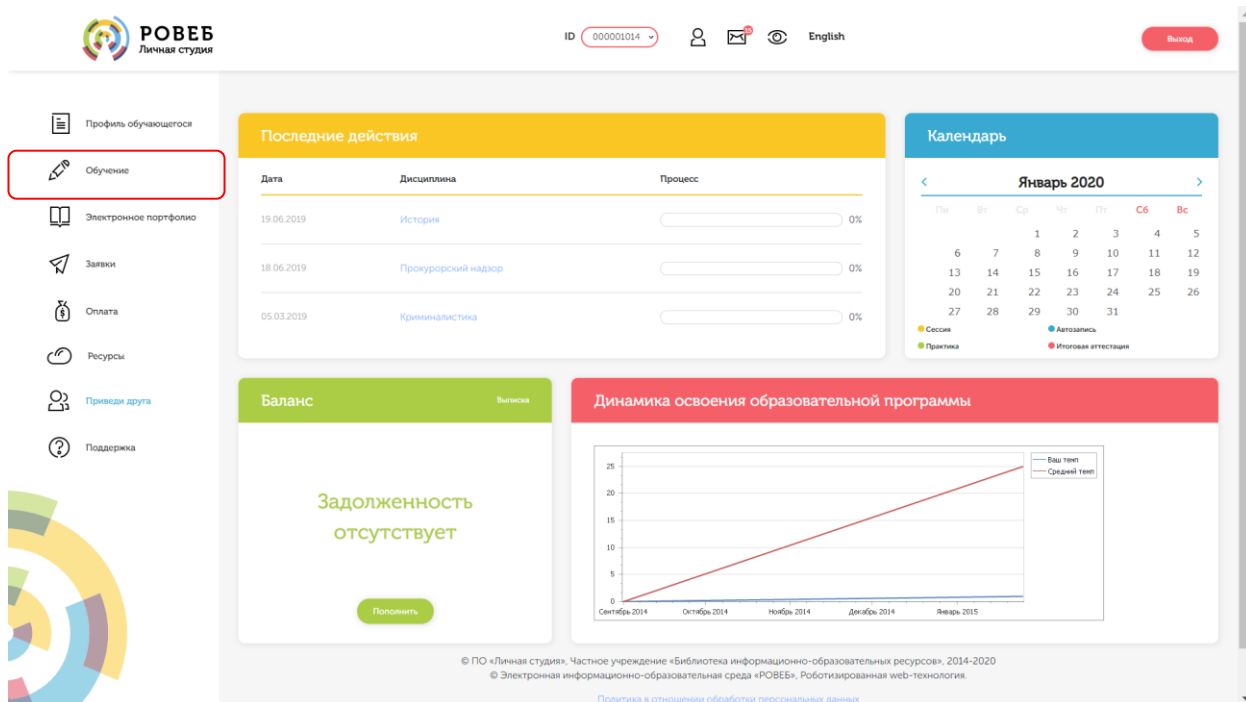 РОВЕБ
Личная студия
ID 000001014
15
English
Выход
Профиль обучающегося
Обучение
Электронное портфолио
Заявки
Оплата
Ресурсы
Приведи друга
Поддержка
Последние действия
Дата Дисциплина Процесс
19.06.2019 История 0%
18.06.2019 Прокурорский надзор 0%
05.03.2019 Криминалистика 0%
Календарь
< Январь 2020 >
Пн Вт Ср Чт Пт Сб Вс
1 2 3 4 5
6 7 8 9 10 11 12
13 14 15 16 17 18 19
20 21 22 23 24 25 26
27 28 29 30 31
Сессия Автозапись
Практика Итоговая аттестация
Баланс Выписка
Задолженность
отсутствует
Пополнить
Динамика освоения образовательной программы
25
20
15
10
5
0
Сентябрь 2014 Октябрь 2014 Ноябрь 2014 Декабрь 2014 Январь 2015
Ваш темп
Средний темп
© ПО «Личная студия», Частное учреждение «Библиотека информационно-образовательных ресурсов», 2014-2020
© Электронная информационно-образовательная среда «РОВЕБ», Роботизированная web-технология.
Политика в отношении обработки персональных данных